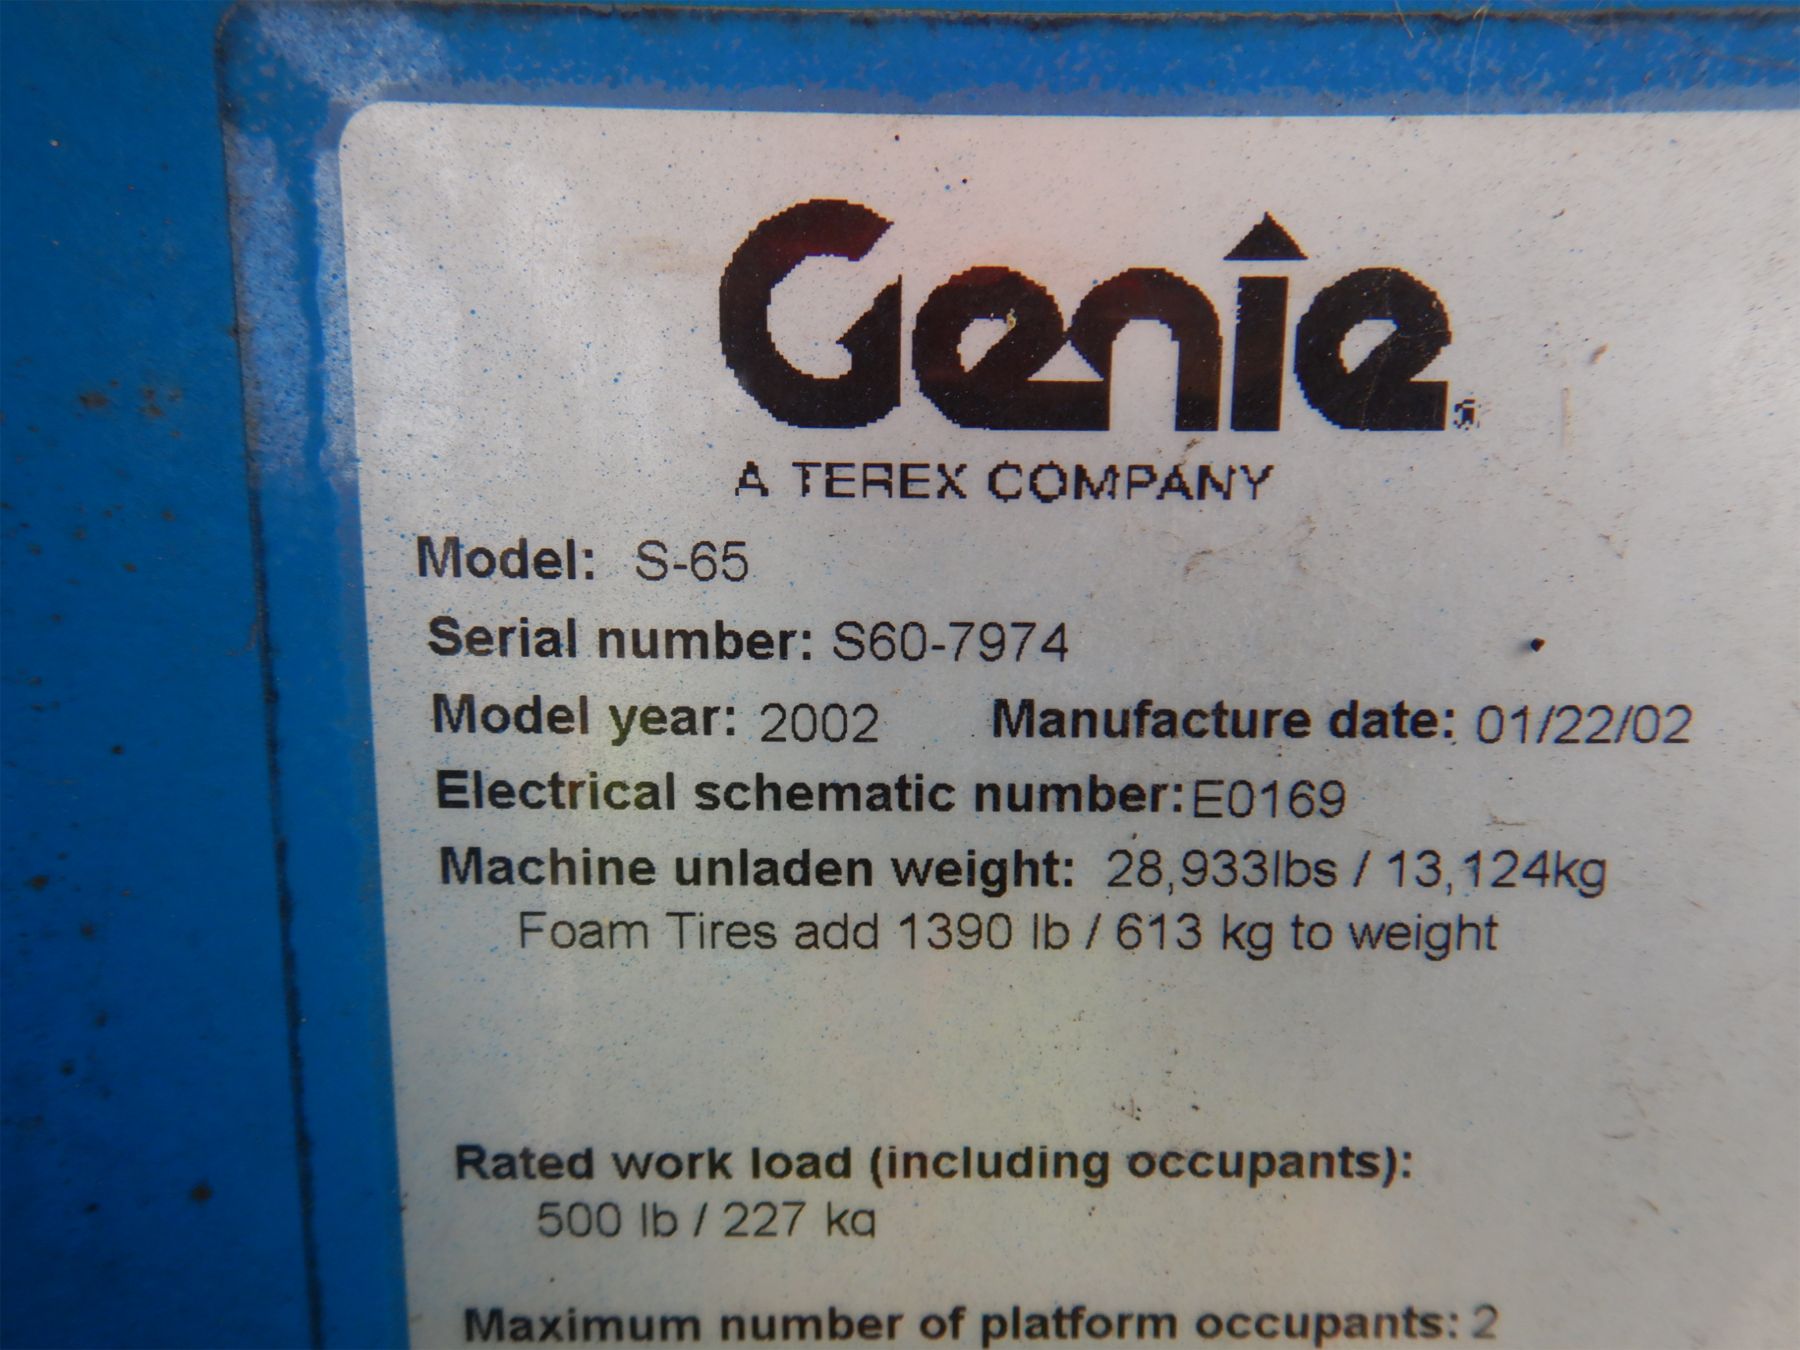 Genie
A TEREX COMPANY
Model: S-65
Serial number: S60-7974
Model year: 2002 Manufacture date: 01/22/02
Electrical schematic number: E0169
Machine unladen weight: 28,933lbs / 13,124kg
Foam Tires add 1390 lb / 613 kg to weight
Rated work load (including occupants):
500 lb / 227 kg
Maximum number of platform occupants: 2